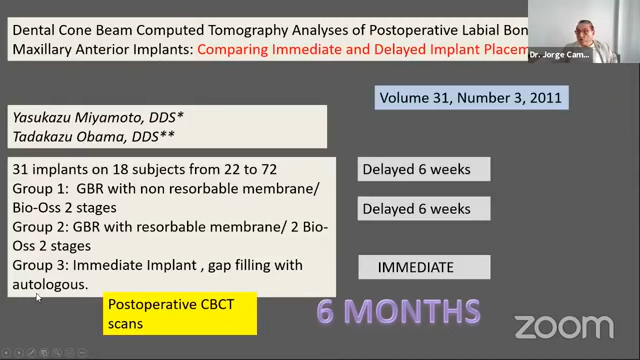 Dental Cone Beam Computed Tomography Analyses of Postoperative Labial Bon
Maxillary Anterior Implants: Comparing Immediate and Delayed Implant Placem
Dr. Jorge Cam...
Volume 31, Number 3, 2011
Yasukazu Miyamoto, DDS*
Tadakazu Obama, DDS**
31 implants on 18 subjects from 22 to 72
Group 1: GBR with non resorbable membrane/
Bio-Oss 2 stages
Group 2: GBR with resorbable membrane/ 2 Bio-
Oss 2 stages
Group 3: Immediate Implant , gap filling with
autologous.
Delayed 6 weeks
Delayed 6 weeks
IMMEDIATE
Postoperative CBCT
scans
6 MONTHS
zoom